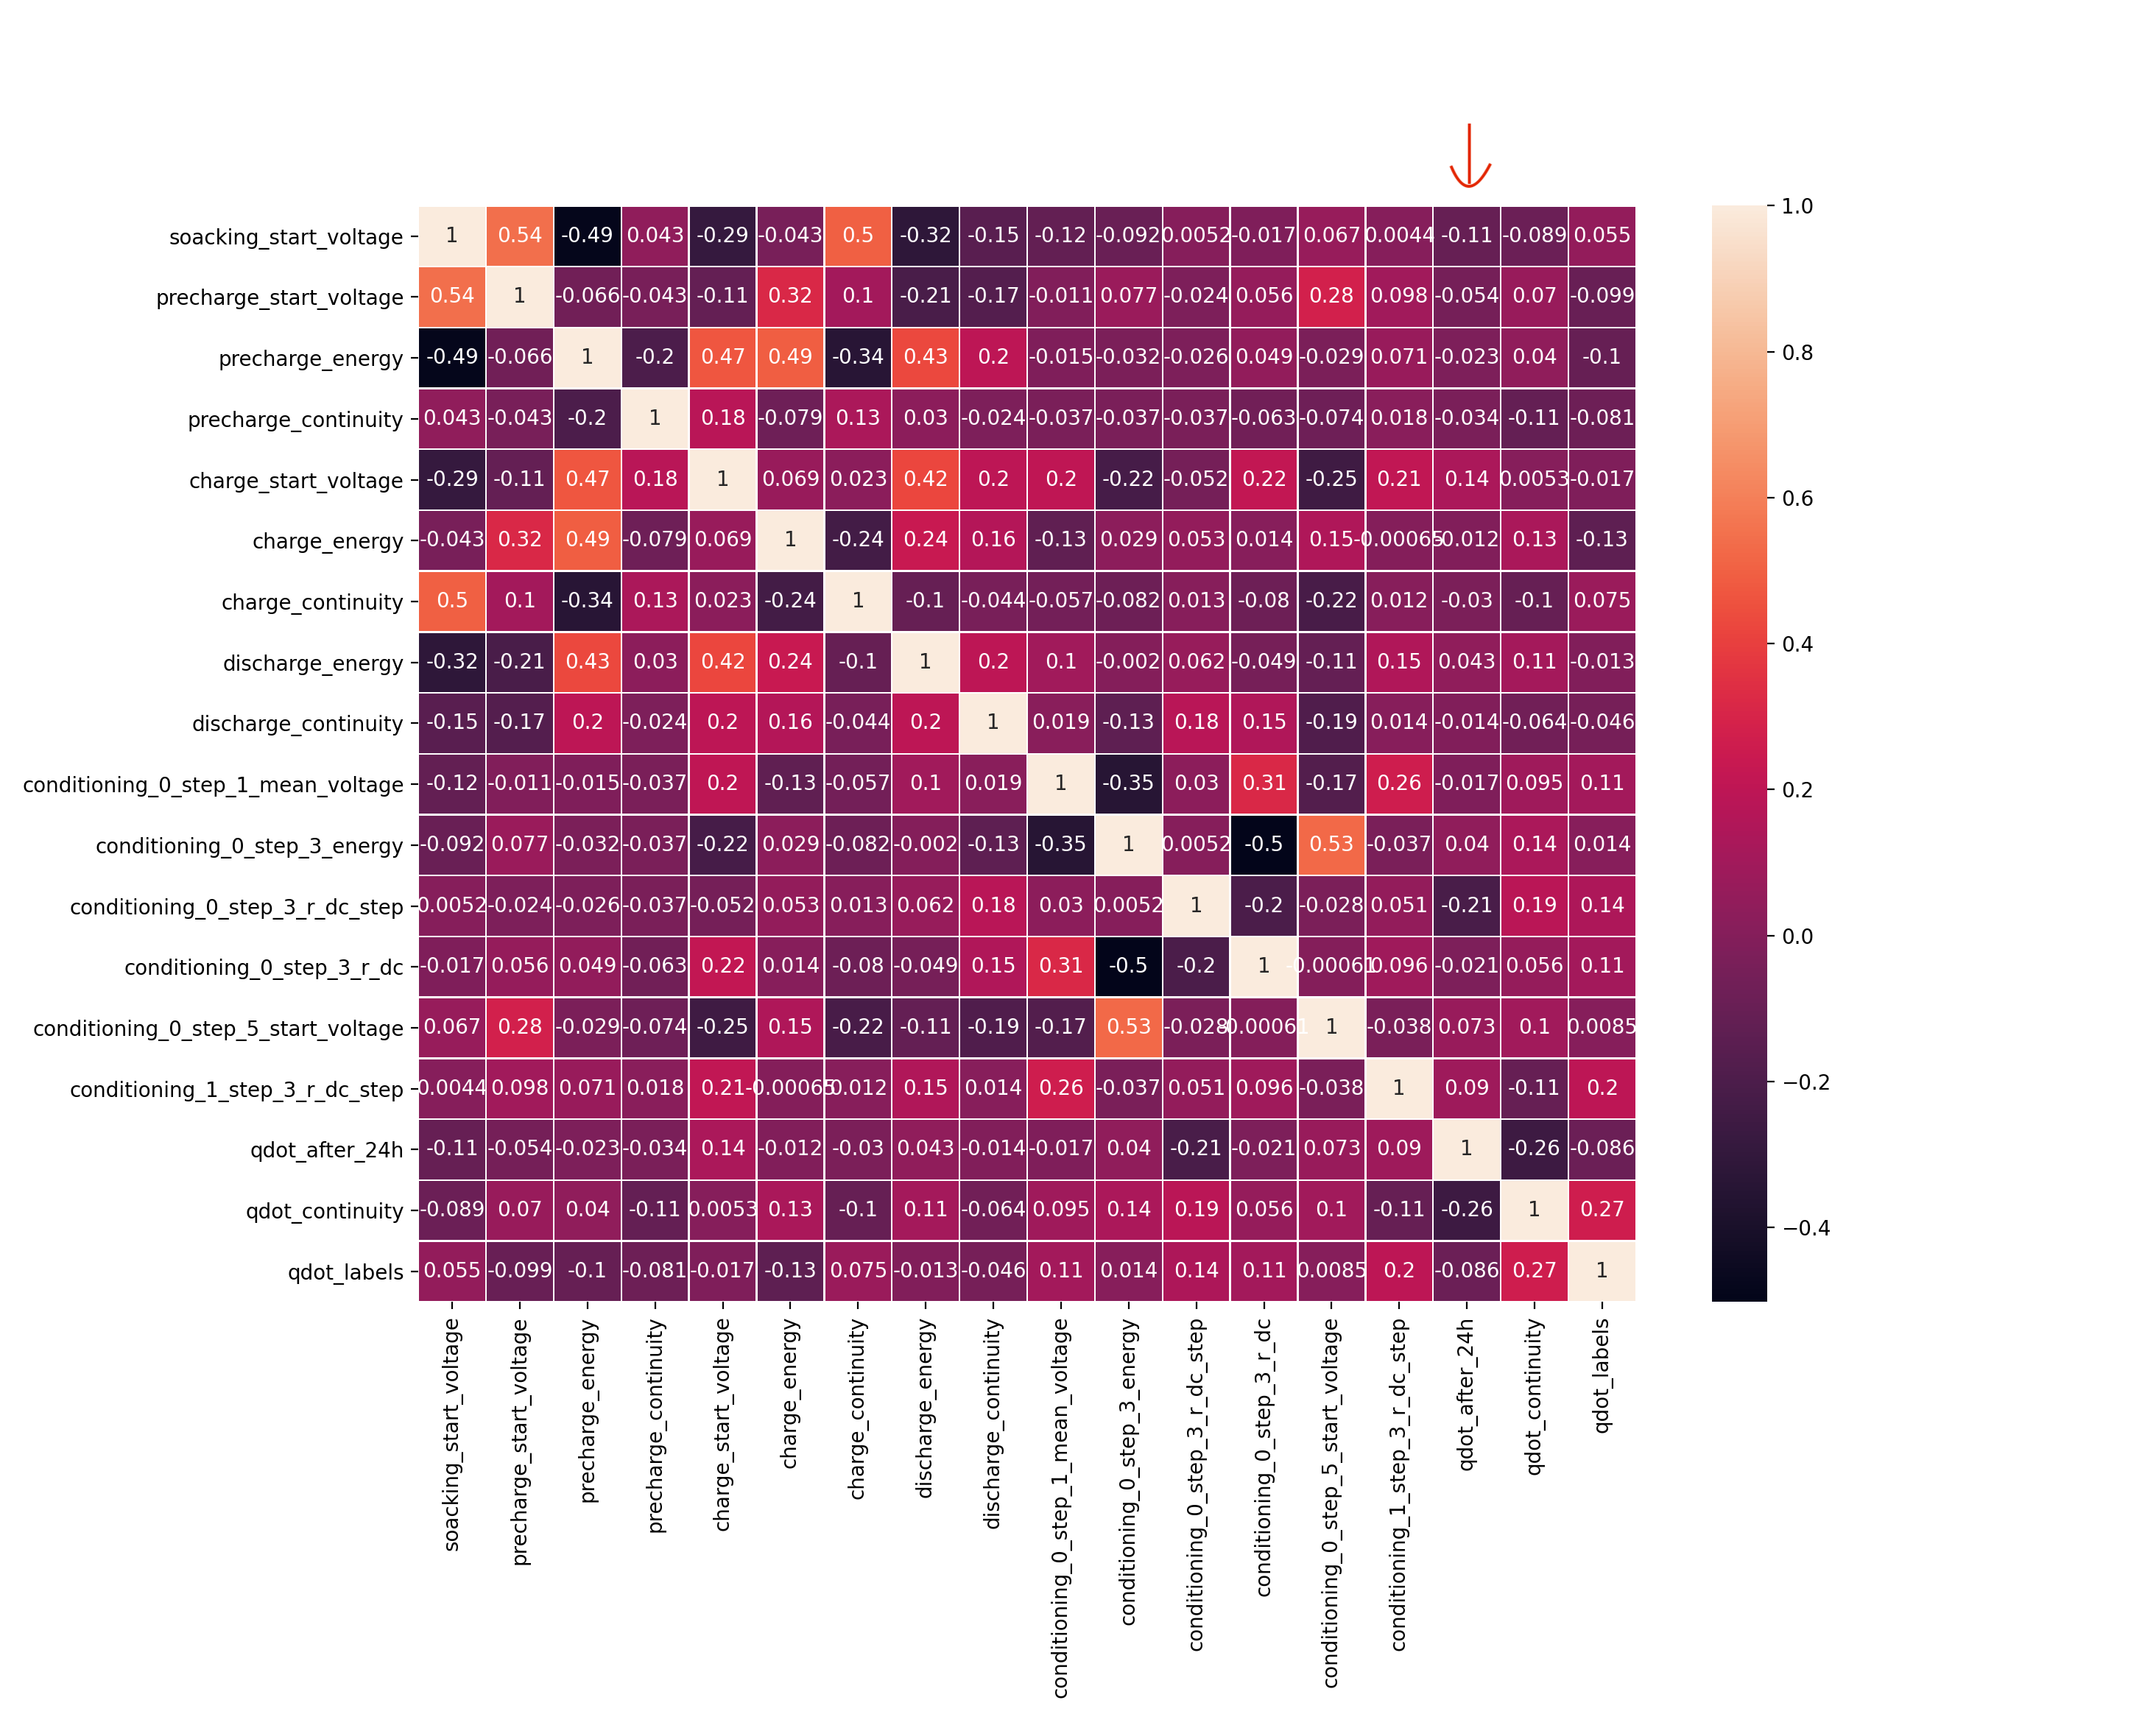 soacking_start_voltage 1 0.54 -0.49 0.043 -0.29 -0.043 0.5 -0.32 -0.15 -0.12 -0.092 0.0052 -0.017 0.067 0.0044 -0.11 -0.089 0.055
precharge_start_voltage 0.54 1 -0.066 -0.043 -0.11 0.32 0.1 -0.21 -0.17 -0.011 0.077 -0.024 0.056 0.28 0.098 -0.054 0.07 -0.099
precharge_energy -0.49 -0.066 1 -0.2 0.47 0.49 -0.34 0.43 0.2 -0.015 -0.032 -0.026 0.049 -0.029 0.071 -0.023 0.04 -0.1
precharge_continuity 0.043 -0.043 -0.2 1 0.18 -0.079 0.13 0.03 -0.024 -0.037 -0.037 -0.037 -0.063 -0.074 0.018 -0.034 -0.11 -0.081
charge_start_voltage -0.29 -0.11 0.47 0.18 1 0.069 0.023 0.42 0.2 0.2 -0.22 -0.052 0.22 -0.25 0.21 0.14 0.0053 -0.017
charge_energy -0.043 0.32 0.49 -0.079 0.069 1 -0.24 0.24 0.16 -0.13 0.029 0.053 0.014 0.15 -0.00065 -0.012 0.13 -0.13
charge_continuity 0.5 0.1 -0.34 0.13 0.023 -0.24 1 -0.1 -0.044 -0.057 -0.082 0.013 -0.08 -0.22 0.012 -0.03 -0.1 0.075
discharge_energy -0.32 -0.21 0.43 0.03 0.42 0.24 -0.1 1 0.2 0.1 -0.002 0.062 -0.049 -0.11 0.15 0.043 0.11 -0.013
discharge_continuity -0.15 -0.17 0.2 -0.024 0.2 0.16 -0.044 0.2 1 0.019 -0.13 0.18 0.15 -0.19 0.014 -0.014 -0.064 -0.046
conditioning_0_step_1_mean_voltage -0.12 -0.011 -0.015 -0.037 0.2 -0.13 -0.057 0.1 0.019 1 -0.35 0.03 0.31 -0.17 0.26 -0.017 0.095 0.11
conditioning_0_step_3_energy -0.092 0.077 -0.032 -0.037 -0.22 0.029 -0.082 -0.002 -0.13 -0.35 1 0.0052 -0.5 0.53 -0.037 0.04 0.14 0.014
conditioning_0_step_3_r_dc_step 0.0052 -0.024 -0.026 -0.037 -0.052 0.053 0.013 0.062 0.18 0.03 0.0052 1 -0.2 -0.028 0.051 -0.21 0.19 0.14
conditioning_0_step_3_r_dc -0.017 0.056 0.049 -0.063 0.22 0.014 -0.08 -0.049 0.15 0.31 -0.5 -0.2 1 -0.00061 0.096 -0.021 0.056 0.11
conditioning_0_step_5_start_voltage 0.067 0.28 -0.029 -0.074 -0.25 0.15 -0.22 -0.11 -0.19 -0.17 0.53 -0.028 -0.00061 1 -0.038 0.073 0.1 0.0085
conditioning_1_step_3_r_dc_step 0.0044 0.098 0.071 0.018 0.21 -0.00065 0.012 0.15 0.014 0.26 -0.037 0.051 0.096 -0.038 1 0.09 -0.11 0.2
qdot_after_24h -0.11 -0.054 -0.023 -0.034 0.14 -0.012 -0.03 0.043 -0.014 -0.017 0.04 -0.21 -0.021 0.073 0.09 1 -0.26 -0.086
qdot_continuity -0.089 0.07 0.04 -0.11 0.0053 0.13 -0.1 0.11 -0.064 0.095 0.14 0.19 0.056 0.1 -0.11 -0.26 1 0.27
qdot_labels 0.055 -0.099 -0.1 -0.081 -0.017 -0.13 0.075 -0.013 -0.046 0.11 0.014 0.14 0.11 0.0085 0.2 -0.086 0.27 1
soacking_start_voltage
precharge_start_voltage
precharge_energy
precharge_continuity
charge_start_voltage
charge_energy
charge_continuity
discharge_energy
discharge_continuity
conditioning_0_step_1_mean_voltage
conditioning_0_step_3_energy
conditioning_0_step_3_r_dc_step
conditioning_0_step_3_r_dc
conditioning_0_step_5_start_voltage
conditioning_1_step_3_r_dc_step
qdot_after_24h
qdot_continuity
qdot_labels
1.0
0.8
0.6
0.4
0.2
0.0
−0.2
−0.4